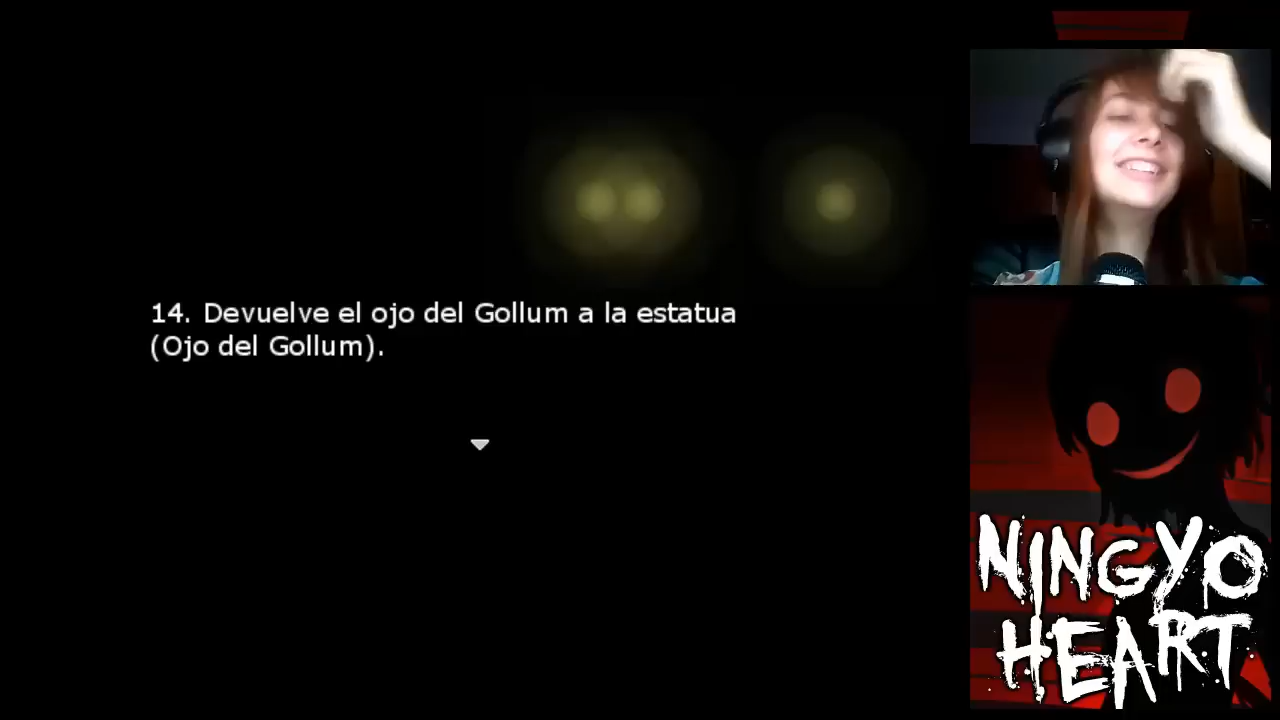 14. Devuelve el ojo del Gollum a la estatua
(Ojo del Gollum).
NINGYO
HEART